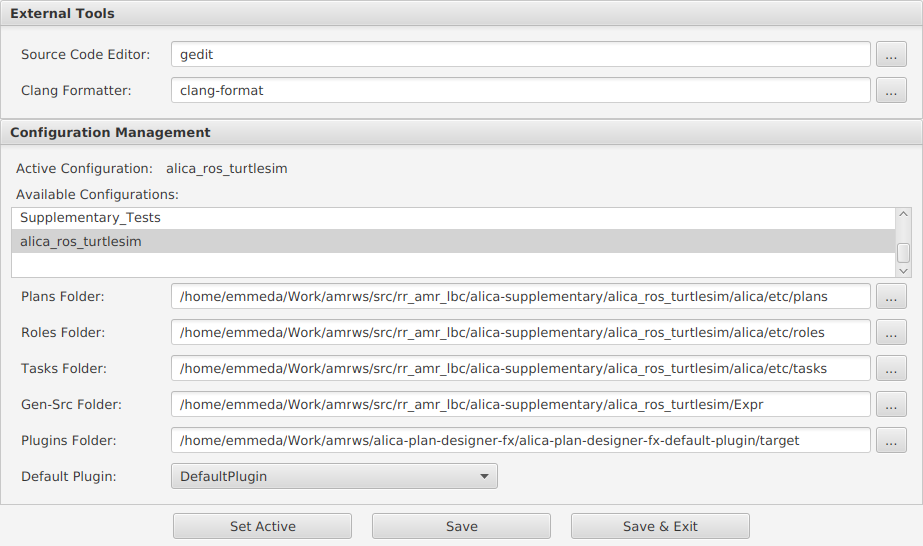 External Tools
Source Code Editor: gedit ...
Clang Formatter: clang-format ...
Configuration Management
Active Configuration: alica_ros_turtlesim
Available Configurations:
Supplementary_Tests
alica_ros_turtlesim
Plans Folder: /home/emmeda/Work/amrws/src/rr_amr_lbc/alica-supplementary/alica_ros_turtlesim/alica/etc/plans ...
Roles Folder: /home/emmeda/Work/amrws/src/rr_amr_lbc/alica-supplementary/alica_ros_turtlesim/alica/etc/roles ...
Tasks Folder: /home/emmeda/Work/amrws/src/rr_amr_lbc/alica-supplementary/alica_ros_turtlesim/alica/etc/tasks ...
Gen-Src Folder: /home/emmeda/Work/amrws/src/rr_amr_lbc/alica-supplementary/alica_ros_turtlesim/Expr ...
Plugins Folder: /home/emmeda/Work/amrws/alica-plan-designer-fx/alica-plan-designer-fx-default-plugin/target ...
Default Plugin: DefaultPlugin
Set Active Save Save & Exit